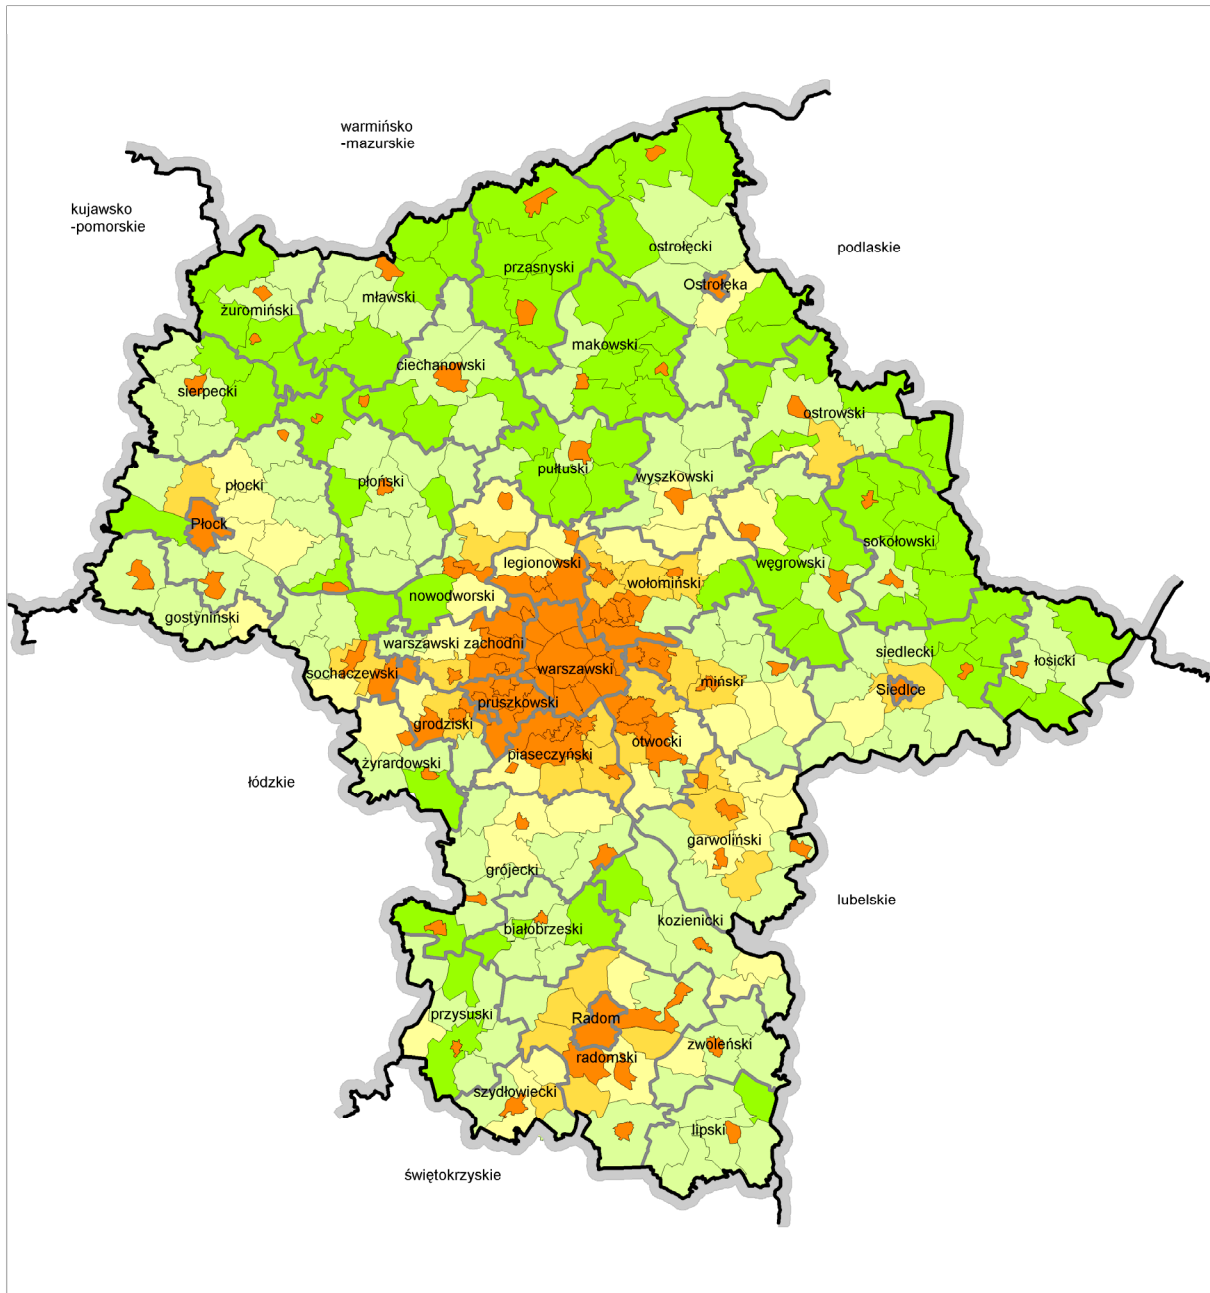 warmińsko
-mazurskie
kujawsko
-pomorskie
podlaskie
ostrołęcki
przasnyski
Ostrołęka
mławski
żuromiński
makowski
ciechanowski
sierpecki
ostrowski
pułtuski
wyszkowski
płoński
płocki
Płock
sokołowski
legionowski
węgrowski
wołomiński
nowodworski
gostyniński
warszawski zachodni
siedlecki
łosicki
warszawski
sochaczewski
miński
Siedlce
pruszkowski
grodziski
otwocki
piaseczyński
żyrardowski
łódzkie
garwoliński
grójecki
lubelskie
kozienicki
białobrzeski
przysuski
Radom
zwoleński
radomski
szydłowiecki
lipski
świętokrzyskie